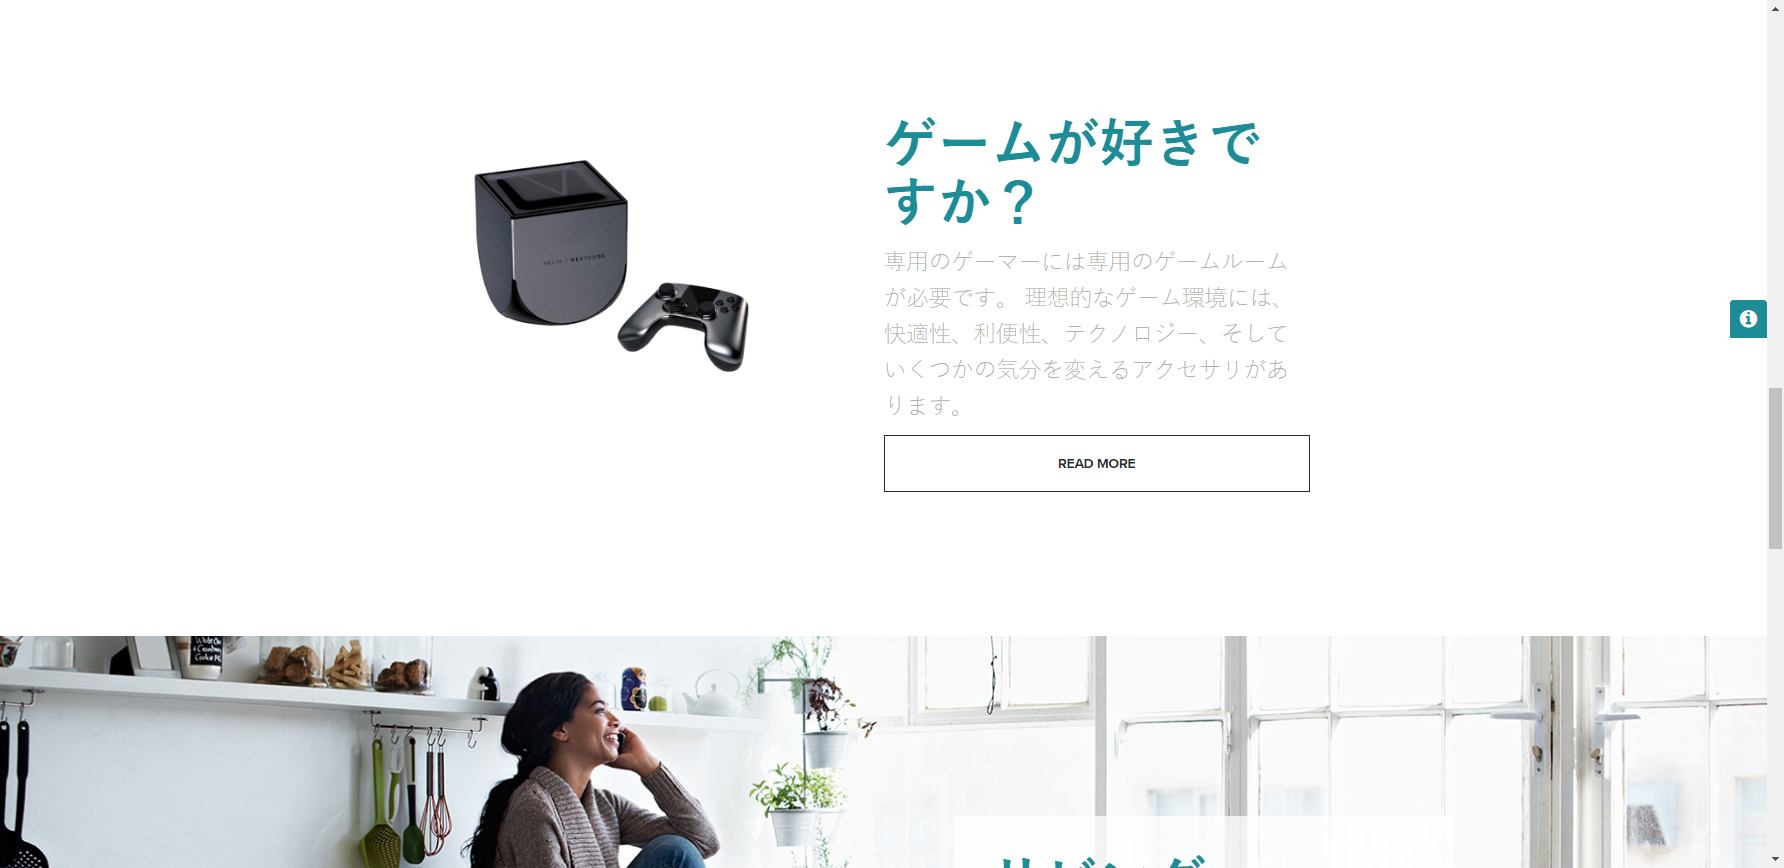 ゲームが好きで
すか？
専用のゲーマーには専用のゲームルーム
が必要です。 理想的なゲーム環境には、
快適性、利便性、テクノロジー、そして
いくつかの気分を変えるアクセサリがあ
ります。
READ MORE
リビング